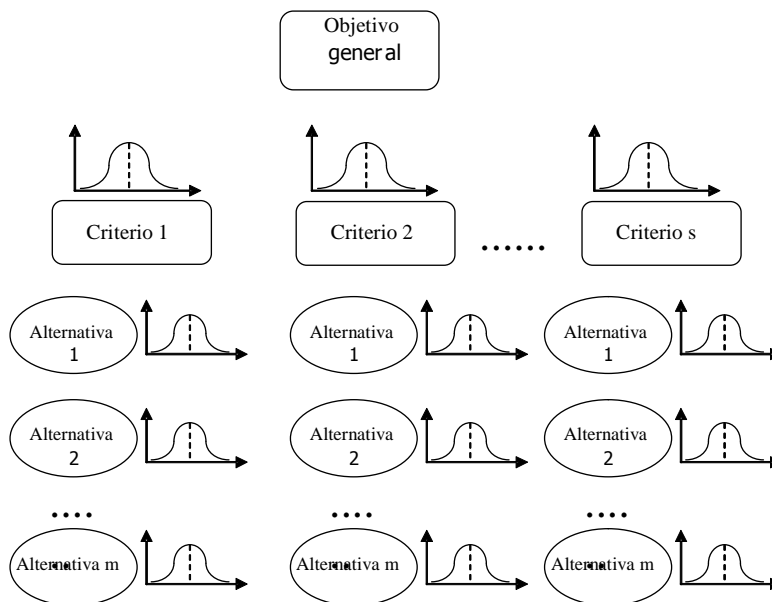 Objetivo
general
Criterio 1
Criterio 2
......
Criterio s
Alternativa
1
Alternativa
1
Alternativa
1
Alternativa
2
Alternativa
2
Alternativa
2
....
....
....
Alternativa m
Alternativa m
Alternativa m